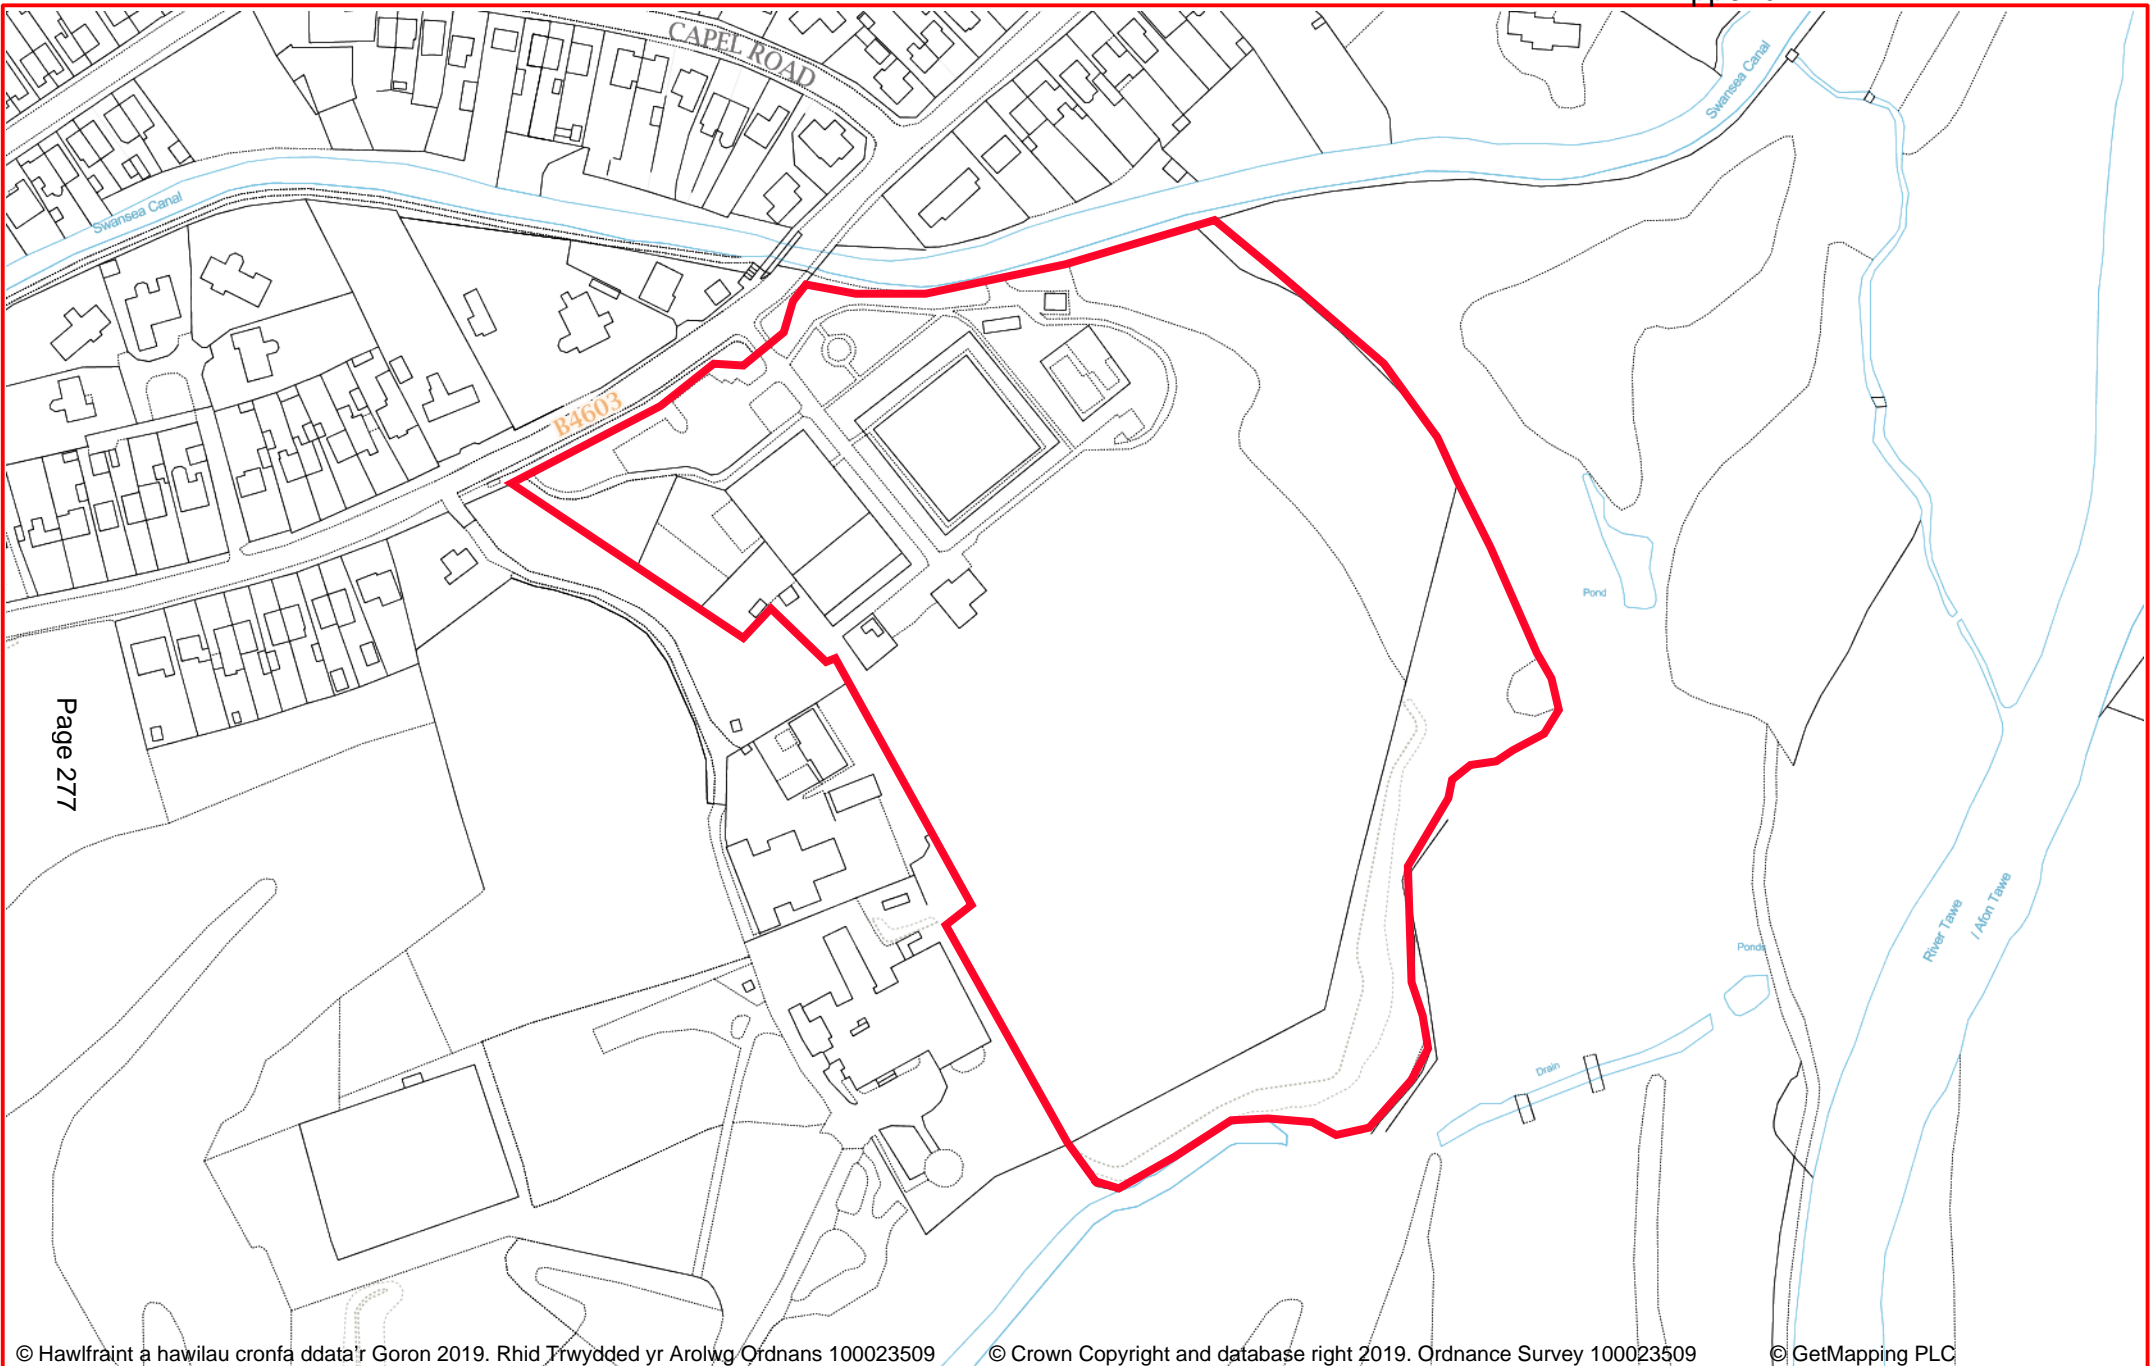 CAPEL ROAD
Swansea Canal
Swansea Canal
B4603
Pond
Page 277
River Tawe
/ Afon Tawe
Ponds
Drain
© Hawlfraint a hawilau cronfa ddata'r Goron 2019. Rhid Trwydded yr Arolwg Ordnans 100023509
© Crown Copyright and database right 2019. Ordnance Survey 100023509
© GetMapping PLC